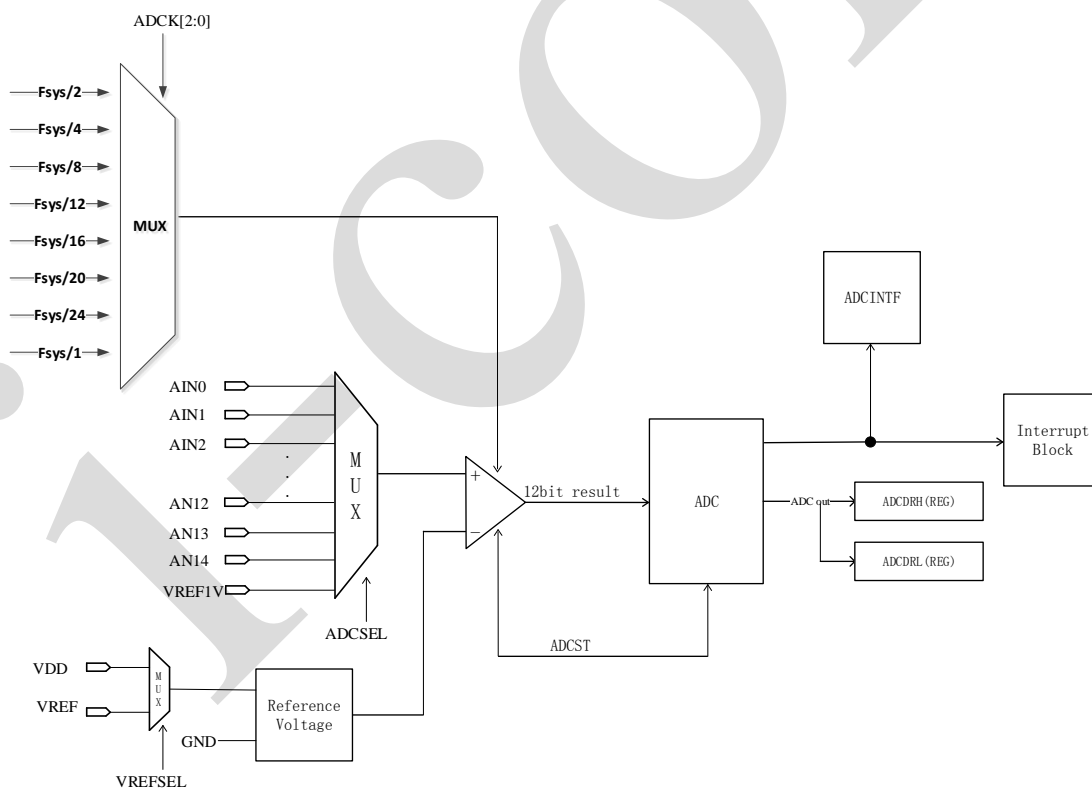 ADCK[2:0]
Fsys/2
Fsys/4
Fsys/8
Fsys/12
Fsys/16
Fsys/20
Fsys/24
Fsys/1
MUX
ADCINTF
AIN0
AIN1
AIN2
.
.
.
AN12
AN13
AN14
VREF1V
M
U
X
ADCSEL
+
-
12bit result
ADC
Interrupt
Block
ADC out
ADCDRH(REG)
ADCDRL(REG)
ADCST
VDD
VREF
M
U
X
VREFSEL
GND
Reference
Voltage